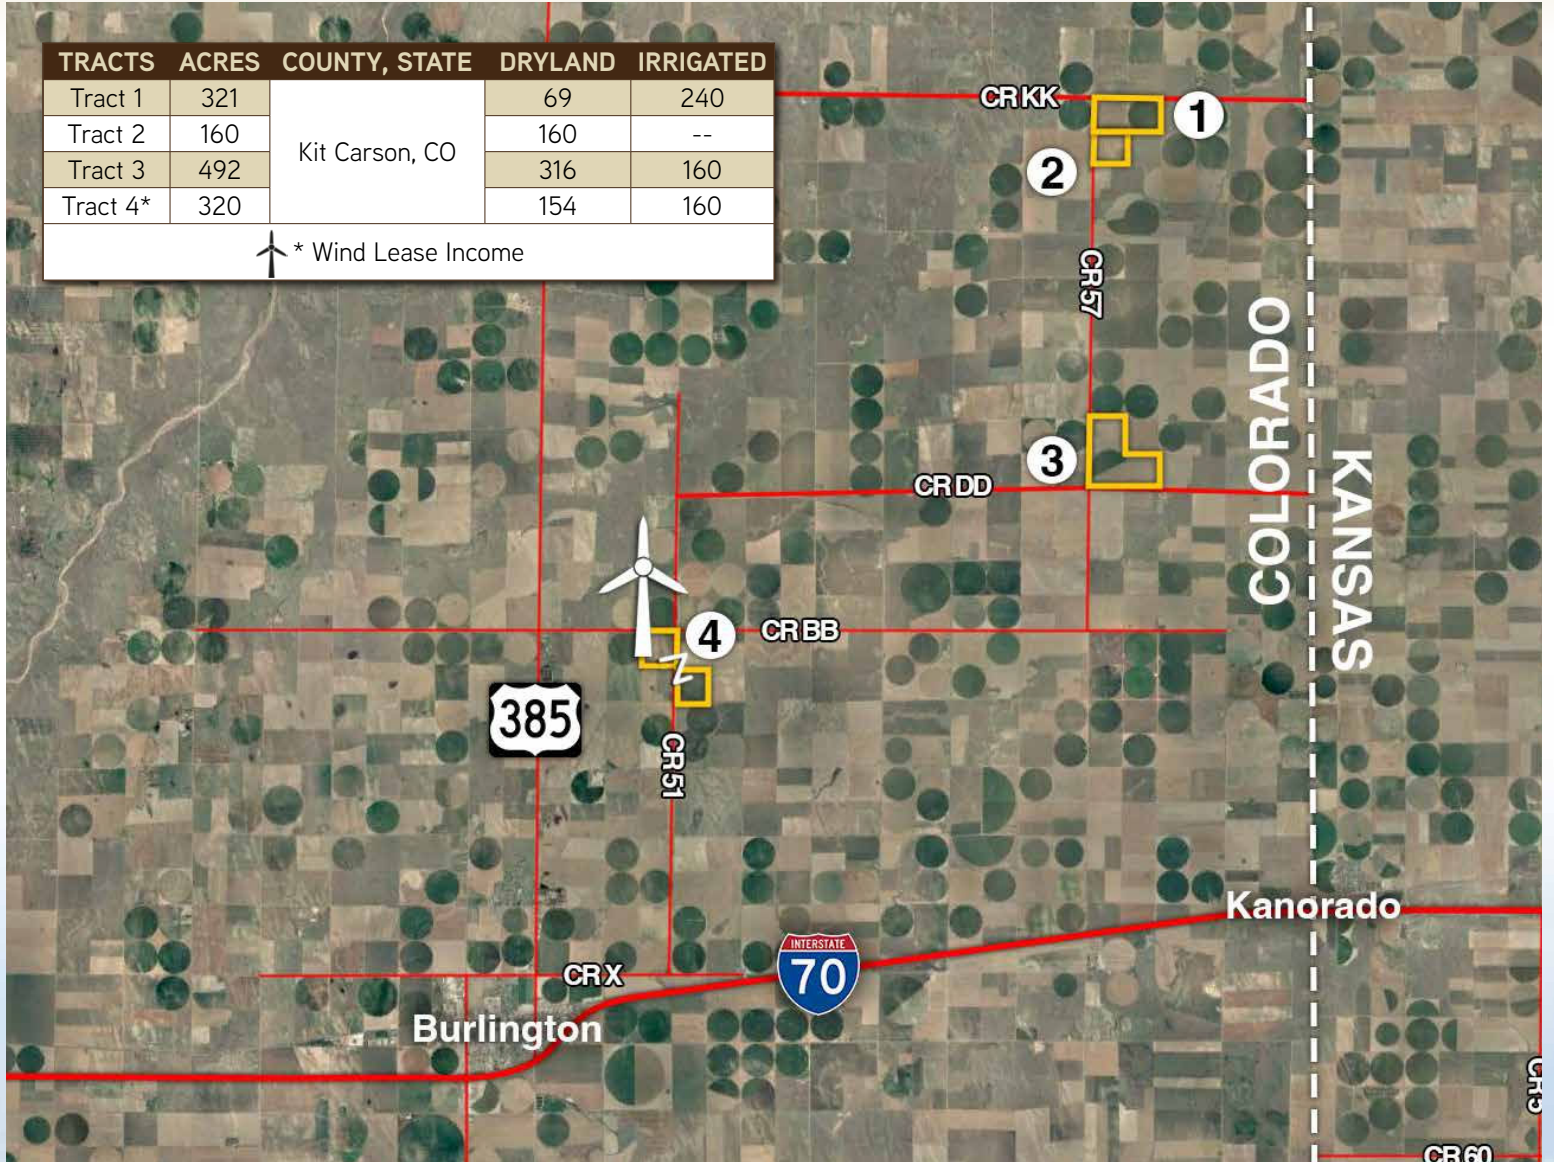 TRACTS ACRES COUNTY, STATE DRYLAND IRRIGATED
Tract 1 321 69 240
Tract 2 160 Kit Carson, CO 160 --
Tract 3 492 316 160
Tract 4* 320 154 160
* Wind Lease Income
CR KK
1
2
CR 57
COLORADO
KANSAS
3
CR DD
4
CR BB
385
CR 51
Kanorado
INTERSTATE
70
CR X
Burlington
CR 5
CR 60